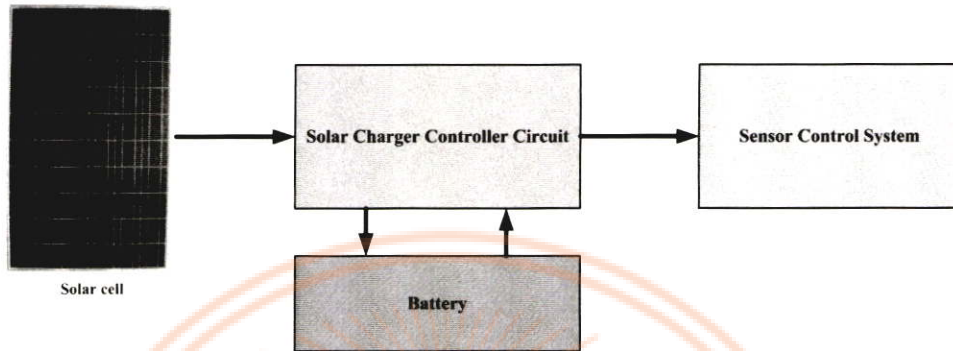 Solar Charger Controller Circuit
Sensor Control System
Solar cell
Battery